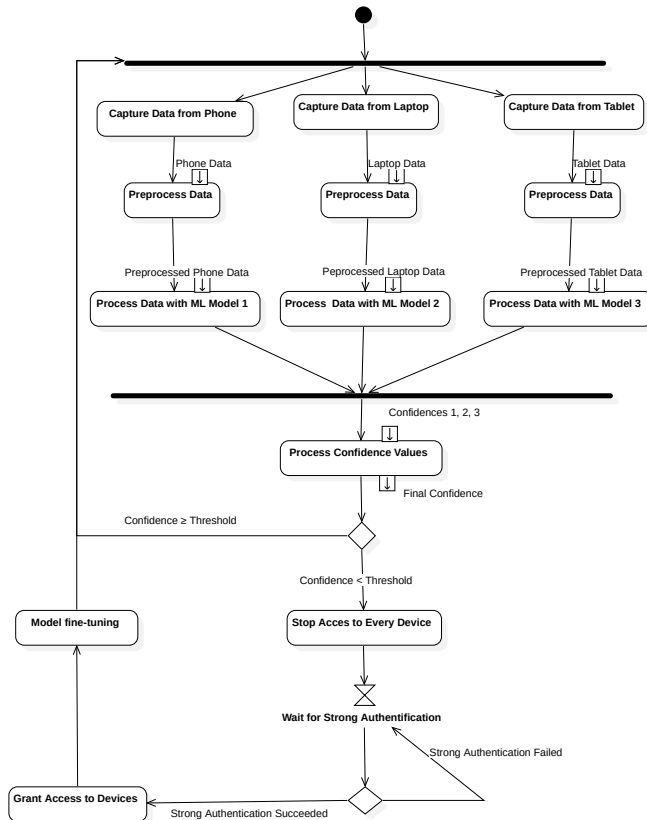 Capture Data from Phone
Capture Data from Laptop
Capture Data from Tablet
Phone Data
Laptop Data
Tablet Data
Preprocess Data
Preprocess Data
Preprocess Data
Preprocessed Phone Data
Peprocessed Laptop Data
Preprocessed Tablet Data
Process Data with ML Model 1
Process Data with ML Model 2
Process Data with ML Model 3
Confidences 1, 2, 3
Process Confidence Values
Final Confidence
Confidence ≥ Threshold
Confidence < Threshold
Model fine-tuning
Stop Acces to Every Device
Wait for Strong Authentification
Strong Authentication Failed
Grant Access to Devices
Strong Authentication Succeeded